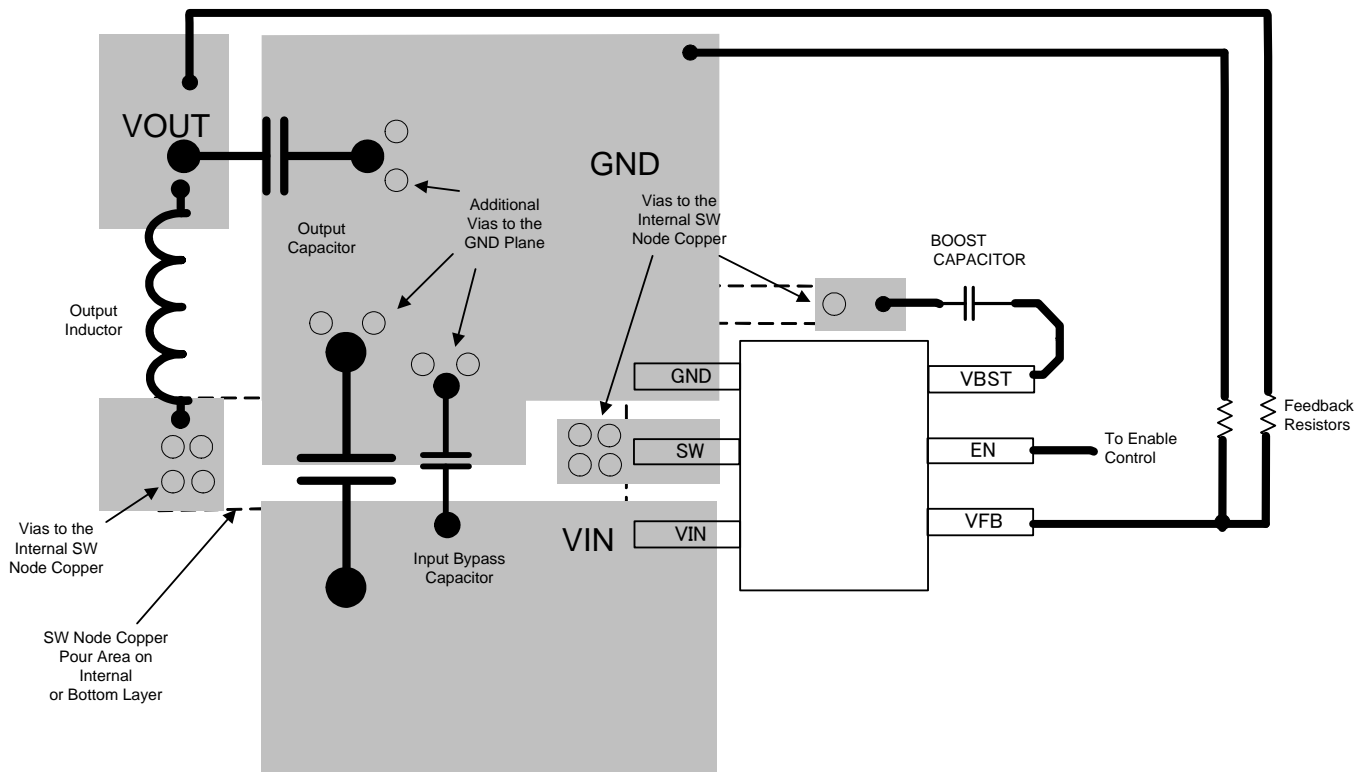 VOUT
GND
Additional
Vias to the
GND Plane
Vias to the
Internal SW
Node Copper
Output
Capacitor
BOOST
CAPACITOR
Output
Inductor
GND
VBST
SW
EN
To Enable
Control
Feedback
Resistors
VIN
VIN
VFB
Vias to the
Internal SW
Node Copper
Input Bypass
Capacitor
SW Node Copper
Pour Area on
Internal
or Bottom Layer